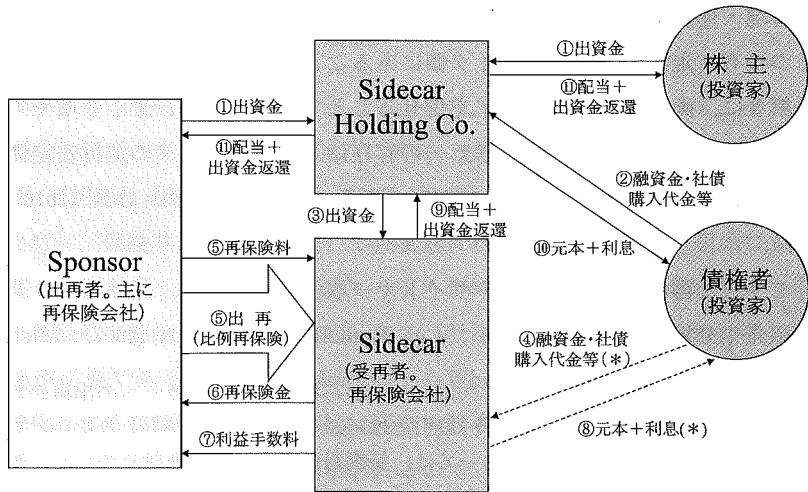 ①出資金
⑪配当＋
出資金返還
Sidecar
Holding Co.
①出資金
⑪配当＋
出資金返還
株 主
(投資家)
②融資金・社債
購入代金等
③出資金
⑨配当＋
出資金返還
⑩元本＋利息
Sponsor
(出再者。主に
再保険会社)
⑤再保険料
⑤出 再
(比例再保険)
⑥再保険金
⑦利益手数料
Sidecar
(受再者。
再保険会社)
債権者
(投資家)
④融資金・社債
購入代金等(＊)
⑧元本＋利息(＊)